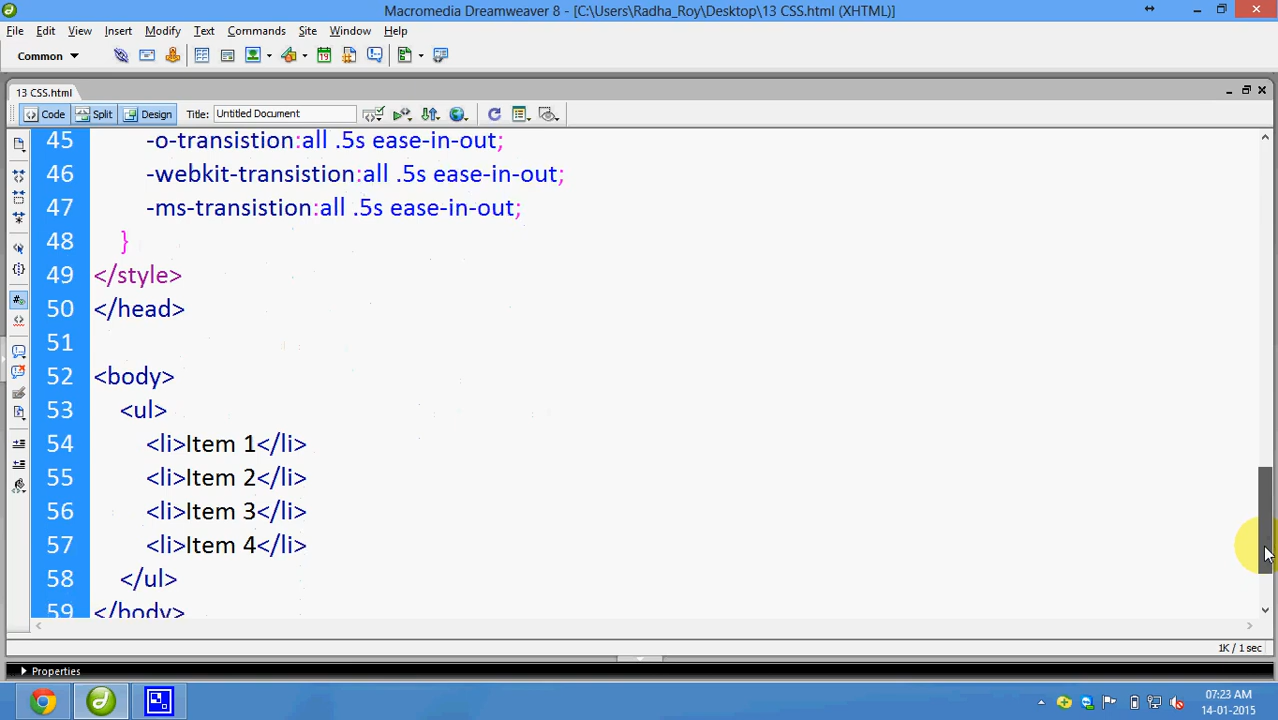 Macromedia Dreamweaver 8 - [C:\Users\Radha_Roy\Desktop\13 CSS.html (XHTML)]
File Edit View Insert Modify Text Commands Site Window Help
Common
13 CSS.html
Code Split Design Title: Untitled Document
45 -o-transistion:all .5s ease-in-out;
46 -webkit-transistion:all .5s ease-in-out;
47 -ms-transistion:all .5s ease-in-out;
48 }
49 </style>
50 </head>
51
52 <body>
53 <ul>
54 <li>Item 1</li>
55 <li>Item 2</li>
56 <li>Item 3</li>
57 <li>Item 4</li>
58 </ul>
59 </body>
1K / 1 sec
Properties
07:23 AM
14-01-2015